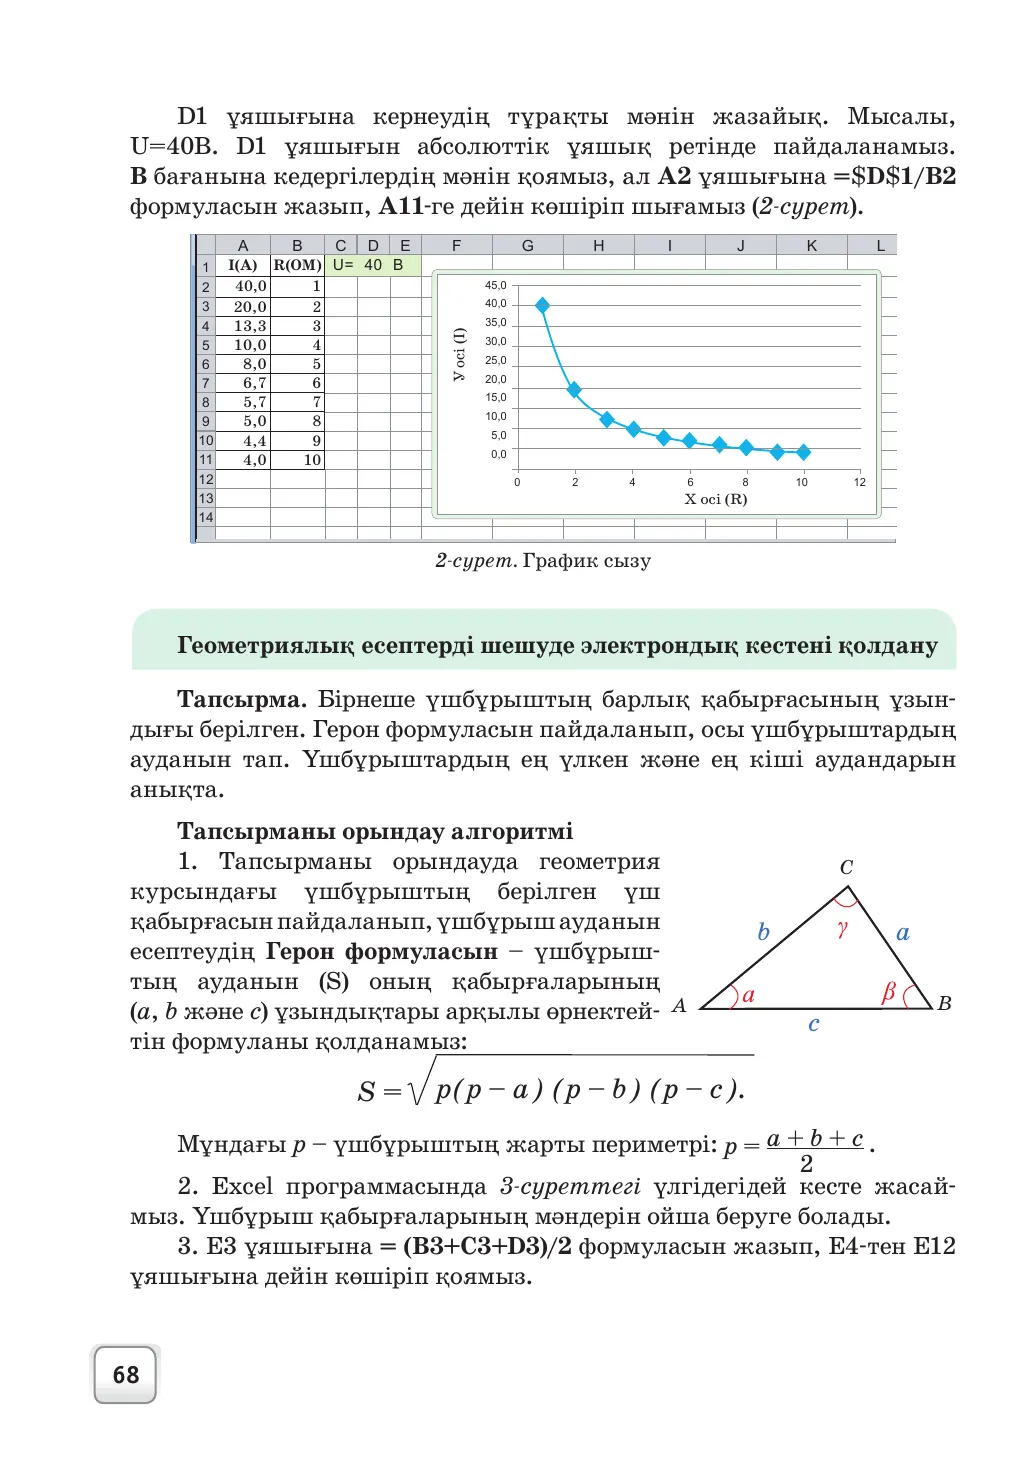 D1 ұяшығына кернеудің тұрақты мәнін жазайық. Мысалы,
U=40В. D1 ұяшығын абсолюттік ұяшық ретінде пайдаланамыз.
В бағанына кедергілердің мәнін қоямыз, ал А2 ұяшығына =$D$1/B2
формуласын жазып, А11-ге дейін көшіріп шығамыз (2-сурет).
A B C D E F G H I J K L
1 I(A) R(OM) U= 40 B
2 40,0 1
3 20,0 2
4 13,3 3
5 10,0 4
6 8,0 5
7 6,7 6
8 5,7 7
9 5,0 8
10 4,4 9
11 4,0 10
12
13
14
У осі (I)
45,0
40,0
35,0
30,0
25,0
20,0
15,0
10,0
5,0
0,0
0 2 4 6 8 10 12
X осі (R)
2-сурет. График сызу
Геометриялық есептерді шешуде электрондық кестені қолдану
Тапсырма. Бірнеше үшбұрыштың барлық қабырғасының ұзын-
дығы берілген. Герон формуласын пайдаланып, осы үшбұрыштардың
ауданын тап. Үшбұрыштардың ең үлкен және ең кіші аудандарын
анықта.
Тапсырманы орындау алгоритмі
1. Тапсырманы орындауда геометрия
курсындағы үшбұрыштың берілген үш
қабырғасын пайдаланып, үшбұрыш ауданын
есептеудің Герон формуласын – үшбұрыш-
тың ауданын (S) оның қабырғаларының
(a, b және c) ұзындықтары арқылы өрнектей-
тін формуланы қолданамыз:
C
b γ a
A a β B
c
S = √p(p – a) (p – b) (p – c).
Мұндағы p – үшбұрыштың жарты периметрі: p = a + b + c / 2 .
2. Excel программасында 3-суреттегі үлгідегідей кесте жасай-
мыз. Үшбұрыш қабырғаларының мәндерін ойша беруге болады.
3. Е3 ұяшығына = (B3+C3+D3)/2 формуласын жазып, Е4-тен Е12
ұяшығына дейін көшіріп қоямыз.
68